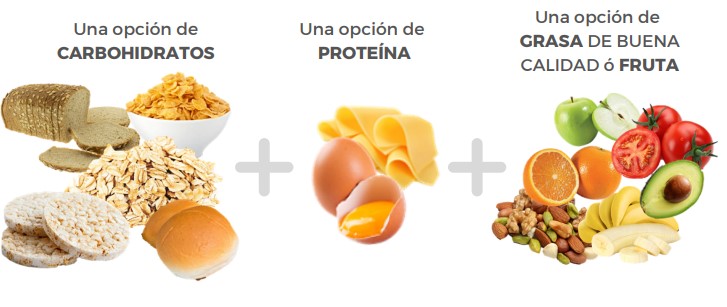 Una opción de
CARBOHIDRATOS
Una opción de
PROTEÍNA
Una opción de
GRASA DE BUENA
CALIDAD ó FRUTA